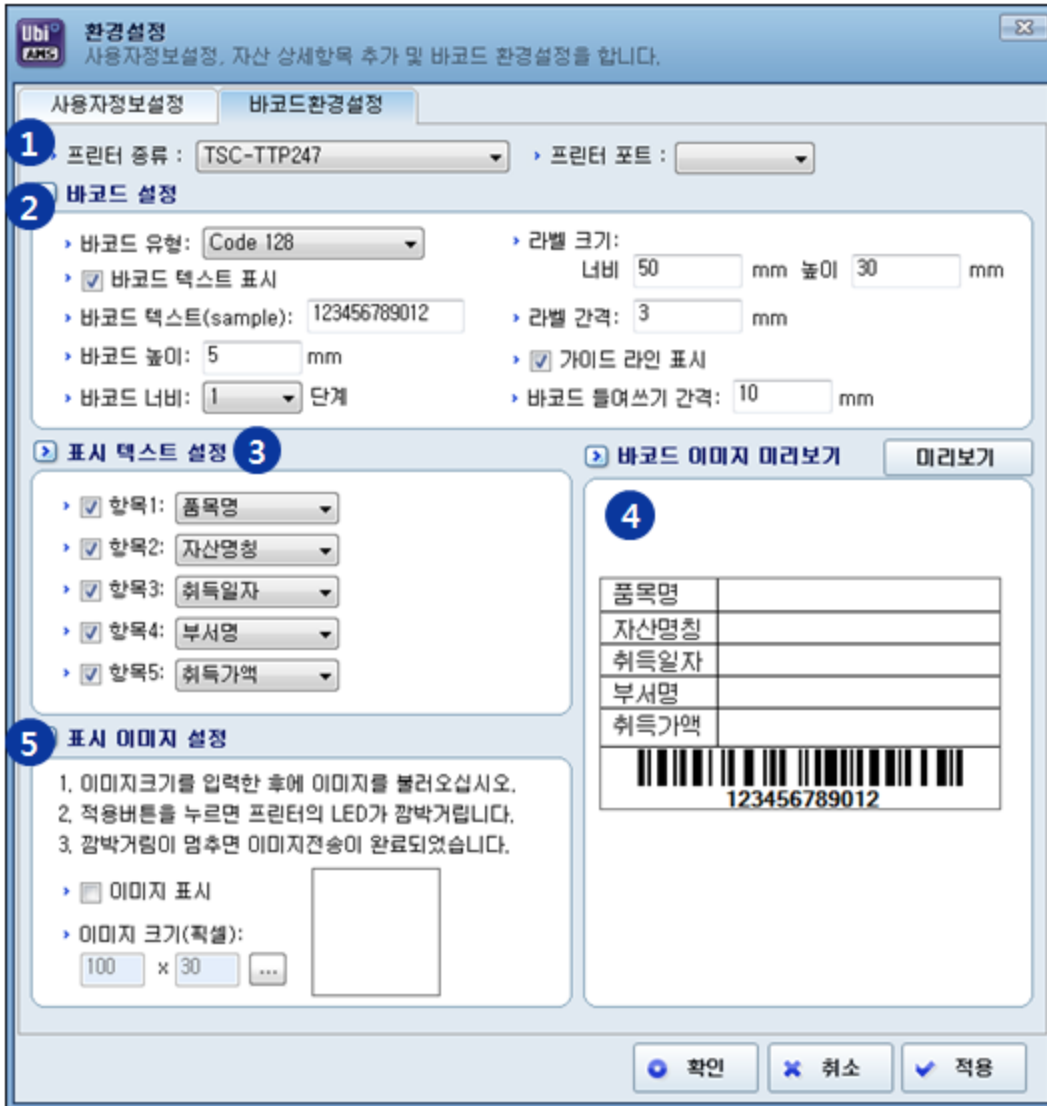 Ubi
AMS
환경설정
사용자정보설정, 자산 상세항목 추가 및 바코드 환경설정을 합니다.
사용자정보설정 바코드환경설정
1 프린터 종류 : TSC-TTP247 프린터 포트 :
2 바코드 설정
바코드 유형: Code 128
바코드 텍스트 표시
바코드 텍스트(sample): 123456789012
바코드 높이: 5 mm
바코드 너비: 1 단계
라벨 크기:
너비 50 mm 높이 30 mm
라벨 간격: 3 mm
가이드 라인 표시
바코드 들여쓰기 간격: 10 mm
표시 텍스트 설정 3
항목1: 품목명
항목2: 자산명칭
항목3: 취득일자
항목4: 부서명
항목5: 취득가액
바코드 이미지 미리보기 미리보기
4
품목명
자산명칭
취득일자
부서명
취득가액
123456789012
5 표시 이미지 설정
1. 이미지크기를 입력한 후에 이미지를 불러오십시오.
2. 적용버튼을 누르면 프린터의 LED가 깜박거립니다.
3. 깜박거림이 멈추면 이미지전송이 완료되었습니다.
이미지 표시
이미지 크기(픽셀):
100 x 30 ...
확인 취소 적용